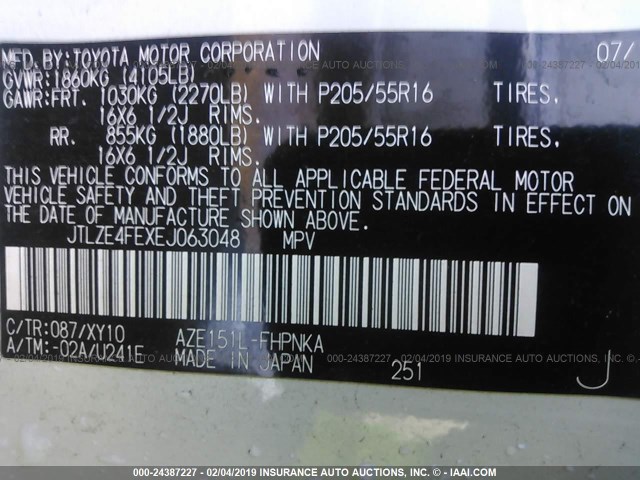 MFD. BY: TOYOTA MOTOR CORPORATION 07/
GVWR: 1860KG (4105LB)
GAWR: FRT. 1030KG (2270LB) WITH P205/55R16 TIRES.
16X6 1/2J RIMS.
RR. 855KG (1880LB) WITH P205/55R16 TIRES.
16X6 1/2J RIMS.
THIS VEHICLE CONFORMS TO ALL APPLICABLE FEDERAL MOTOR
VEHICLE SAFETY AND THEFT PREVENTION STANDARDS IN EFFECT ON
THE DATE OF MANUFACTURE SHOWN ABOVE.
JTLZE4FEXEJ063048 MPV
C/TR: 087/XY10 AZE151L-FHPNKA
A/TM: -02A/U241E MADE IN JAPAN 251 J
000-24387227 - 02/04/2019 INSURANCE AUTO AUCTIONS, INC. - © IAAI.COM